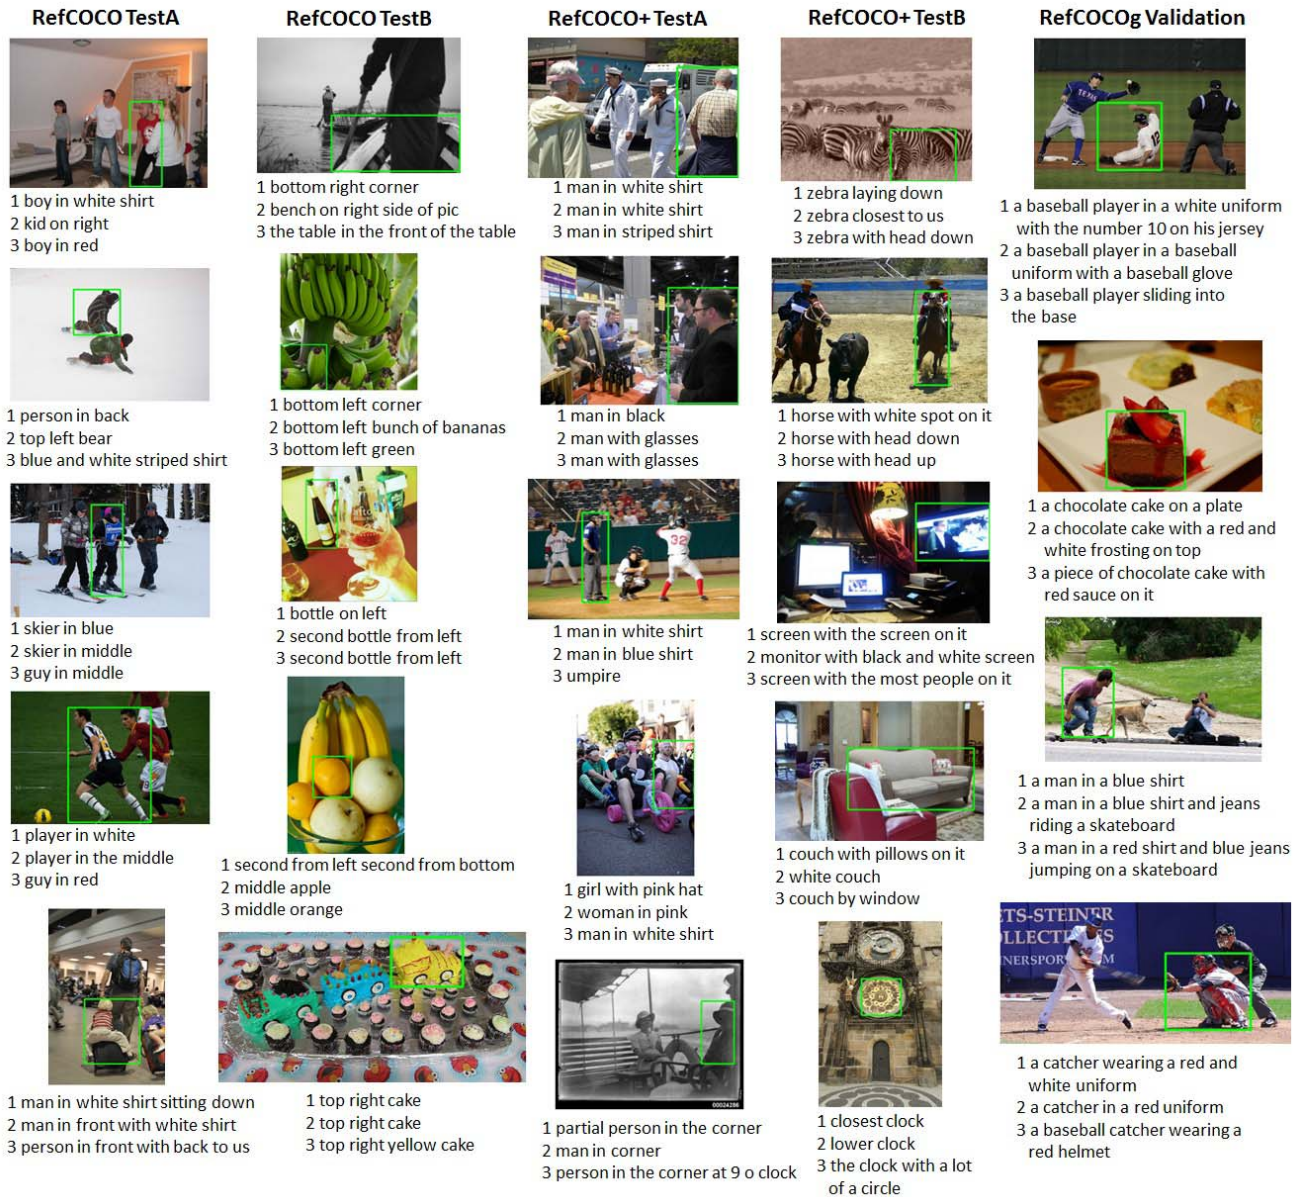 RefCOCO TestA
1 boy in white shirt
2 kid on right
3 boy in red
1 person in back
2 top left bear
3 blue and white striped shirt
1 skier in blue
2 skier in middle
3 guy in middle
1 player in white
2 player in the middle
3 guy in red
1 man in white shirt sitting down
2 man in front with white shirt
3 person in front with back to us
RefCOCO TestB
1 bottom right corner
2 bench on right side of pic
3 the table in the front of the table
1 bottom left corner
2 bottom left bunch of bananas
3 bottom left green
1 bottle on left
2 second bottle from left
3 second bottle from left
1 second from left second from bottom
2 middle apple
3 middle orange
1 top right cake
2 top right cake
3 top right yellow cake
RefCOCO+ TestA
1 man in white shirt
2 man in white shirt
3 man in striped shirt
1 man in black
2 man with glasses
3 man with glasses
32
1 man in white shirt
2 man in blue shirt
3 umpire
1 girl with pink hat
2 woman in pink
3 man in white shirt
00024286
1 partial person in the corner
2 man in corner
3 person in the corner at 9 o clock
RefCOCO+ TestB
1 zebra laying down
2 zebra closest to us
3 zebra with head down
1 horse with white spot on it
2 horse with head down
3 horse with head up
1 screen with the screen on it
2 monitor with black and white screen
3 screen with the most people on it
1 couch with pillows on it
2 white couch
3 couch by window
1 closest clock
2 lower clock
3 the clock with a lot
of a circle
RefCOCOg Validation
TEXAS
12
1 a baseball player in a white uniform
with the number 10 on his jersey
2 a baseball player in a baseball
uniform with a baseball glove
3 a baseball player sliding into
the base
1 a chocolate cake on a plate
2 a chocolate cake with a red and
white frosting on top
3 a piece of chocolate cake with
red sauce on it
1 a man in a blue shirt
2 a man in a blue shirt and jeans
riding a skateboard
3 a man in a red shirt and blue jeans
jumping on a skateboard
ETS-STEINER
OLLECTI ES
NERSPOR M
1 a catcher wearing a red and
white uniform
2 a catcher in a red uniform
3 a baseball catcher wearing a
red helmet